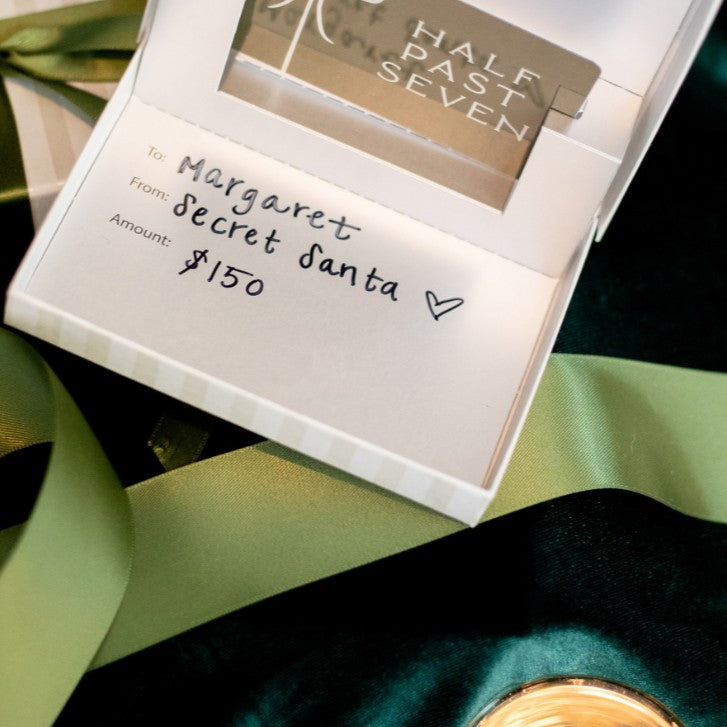 HALF
PAST
SEVEN
To: Margaret
From: Secret Santa ♡
Amount: $150